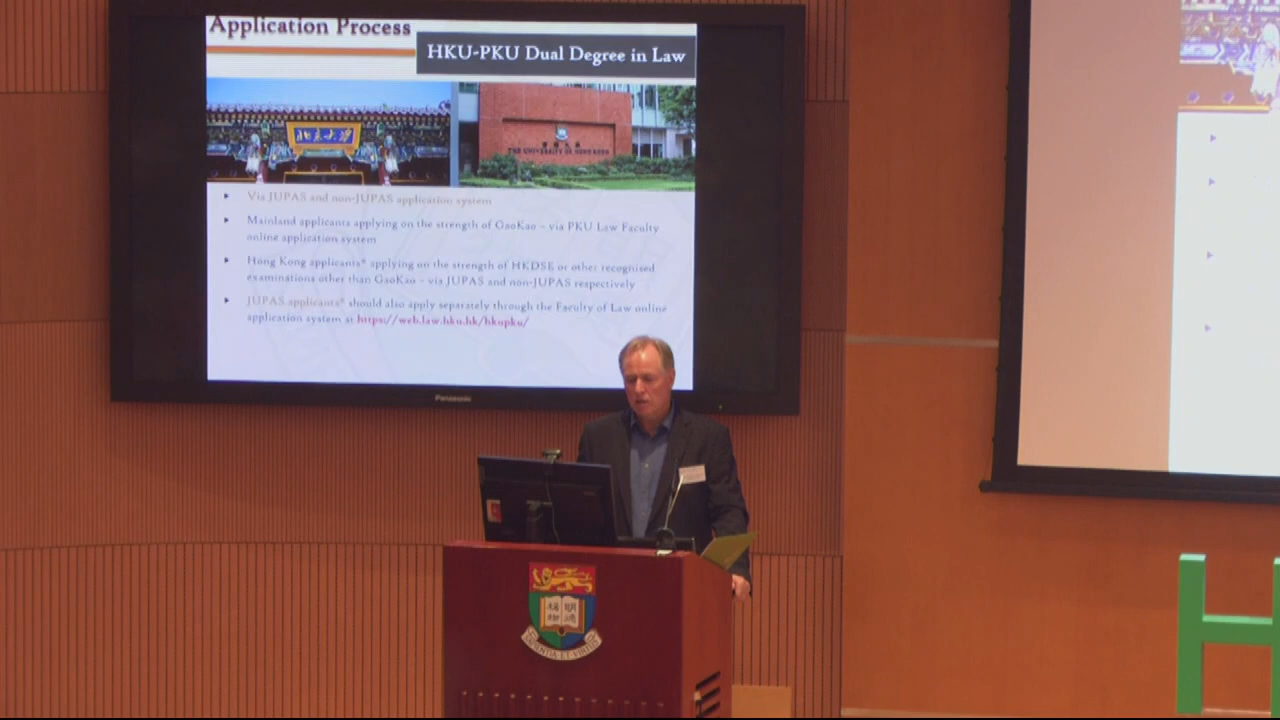 Application Process
HKU-PKU Dual Degree in Law
THE UNIVERSITY OF HONG KONG
Via JUPAS and non-JUPAS application system
Mainland applicants applying on the strength of GaoKao – via PKU Law Faculty
online application system
Hong Kong applicants* applying on the strength of HKDSE or other recognised
examinations other than GaoKao – via JUPAS and non-JUPAS respectively
JUPAS applicants* should also apply separately through the Faculty of Law online
application system at https://web.law.hku.hk/hkupku/
Panasonic
SAPIENTIA ET VIRTUS
H